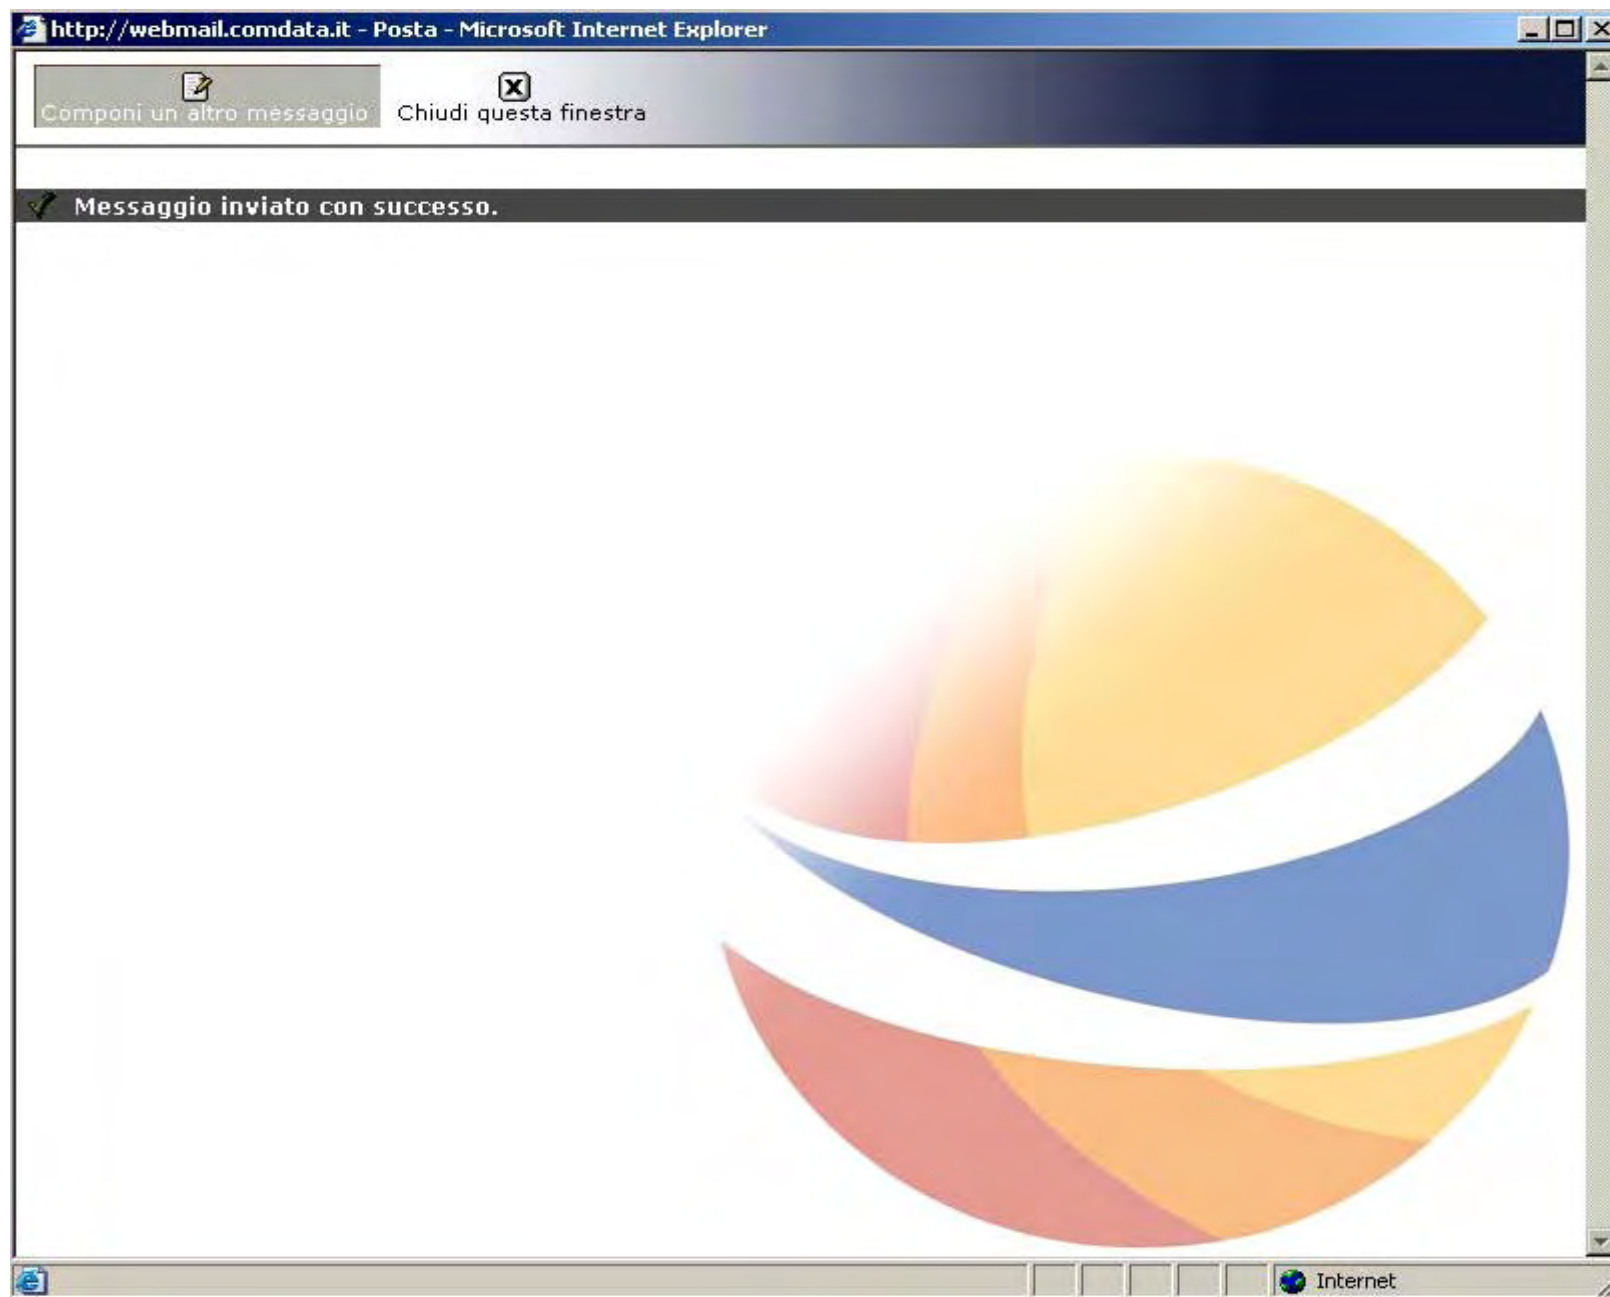 http://webmail.comdata.it - Posta - Microsoft Internet Explorer
Componi un altro messaggio
Chiudi questa finestra
Messaggio inviato con successo.
Internet